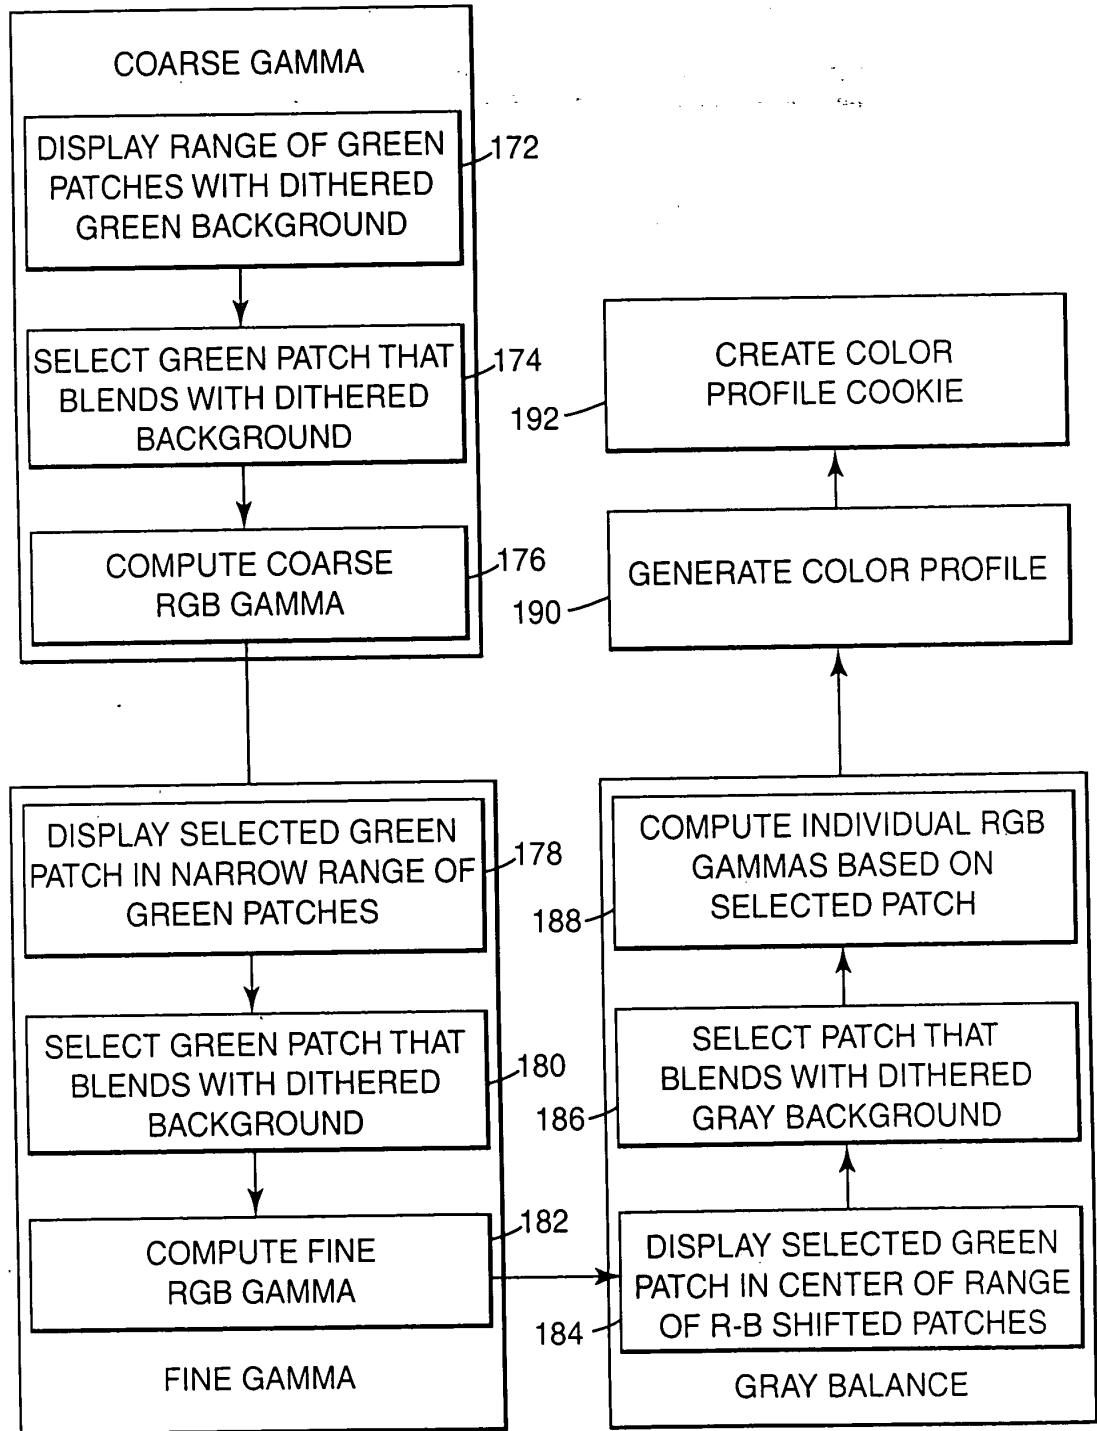 COARSE GAMMA
DISPLAY RANGE OF GREEN
PATCHES WITH DITHERED
GREEN BACKGROUND
172
SELECT GREEN PATCH THAT
BLENDS WITH DITHERED
BACKGROUND
174
COMPUTE COARSE
RGB GAMMA
176
DISPLAY SELECTED GREEN
PATCH IN NARROW RANGE OF
GREEN PATCHES
178
SELECT GREEN PATCH THAT
BLENDS WITH DITHERED
BACKGROUND
180
COMPUTE FINE
RGB GAMMA
182
FINE GAMMA
DISPLAY SELECTED GREEN
PATCH IN CENTER OF RANGE
OF R-B SHIFTED PATCHES
184
GRAY BALANCE
SELECT PATCH THAT
BLENDS WITH DITHERED
GRAY BACKGROUND
186
COMPUTE INDIVIDUAL RGB
GAMMAS BASED ON
SELECTED PATCH
188
GENERATE COLOR PROFILE
190
CREATE COLOR
PROFILE COOKIE
192